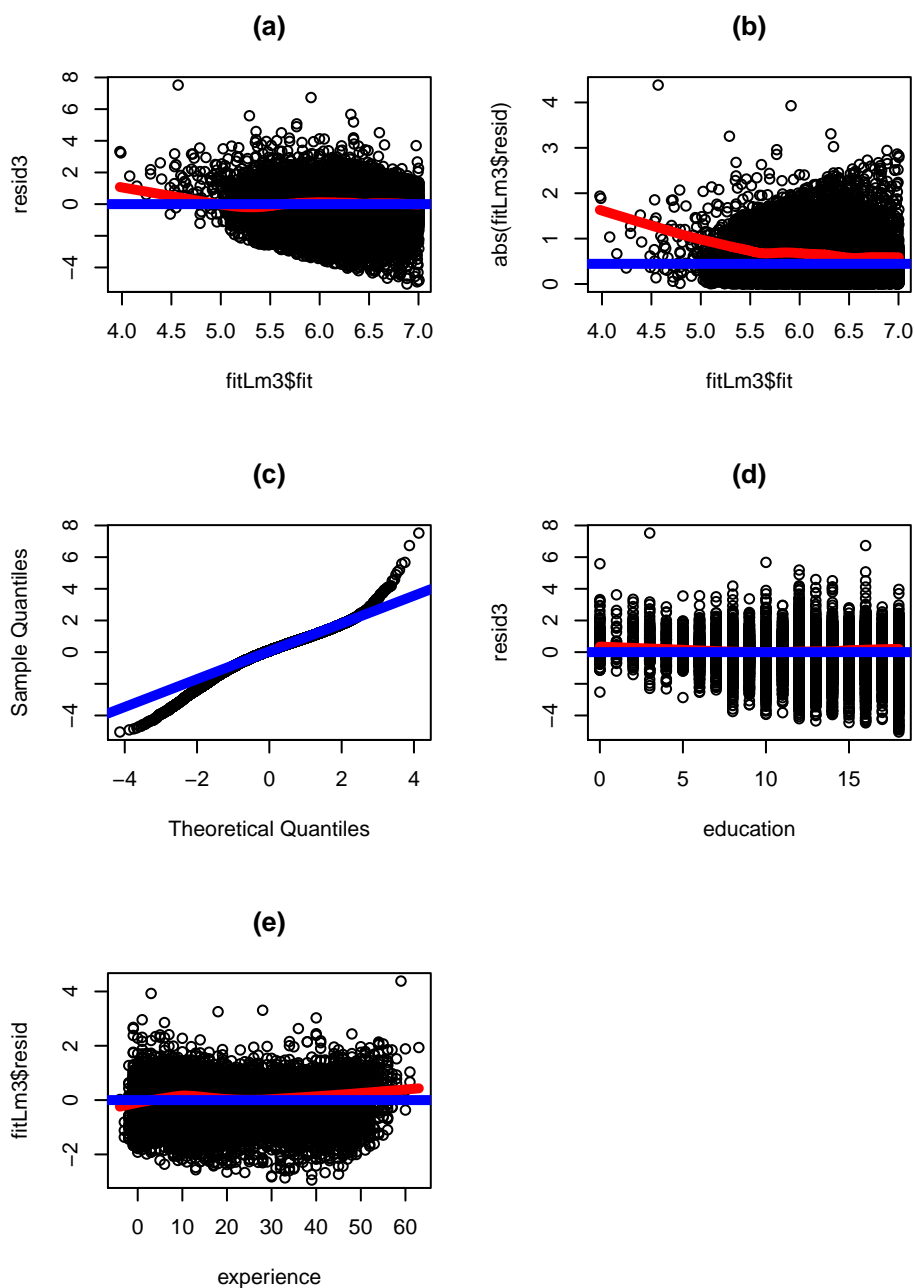 (a)
resid3
8
6
4
2
0
−4
4.0 4.5 5.0 5.5 6.0 6.5 7.0
fitLm3$fit
(b)
abs(fitLm3$resid)
4
3
2
1
0
4.0 4.5 5.0 5.5 6.0 6.5 7.0
fitLm3$fit
(c)
Sample Quantiles
8
6
4
2
0
−4
−4 −2 0 2 4
Theoretical Quantiles
(d)
resid3
8
6
4
2
0
−4
0 5 10 15
education
(e)
fitLm3$resid
4
2
0
−2
0 10 20 30 40 50 60
experience